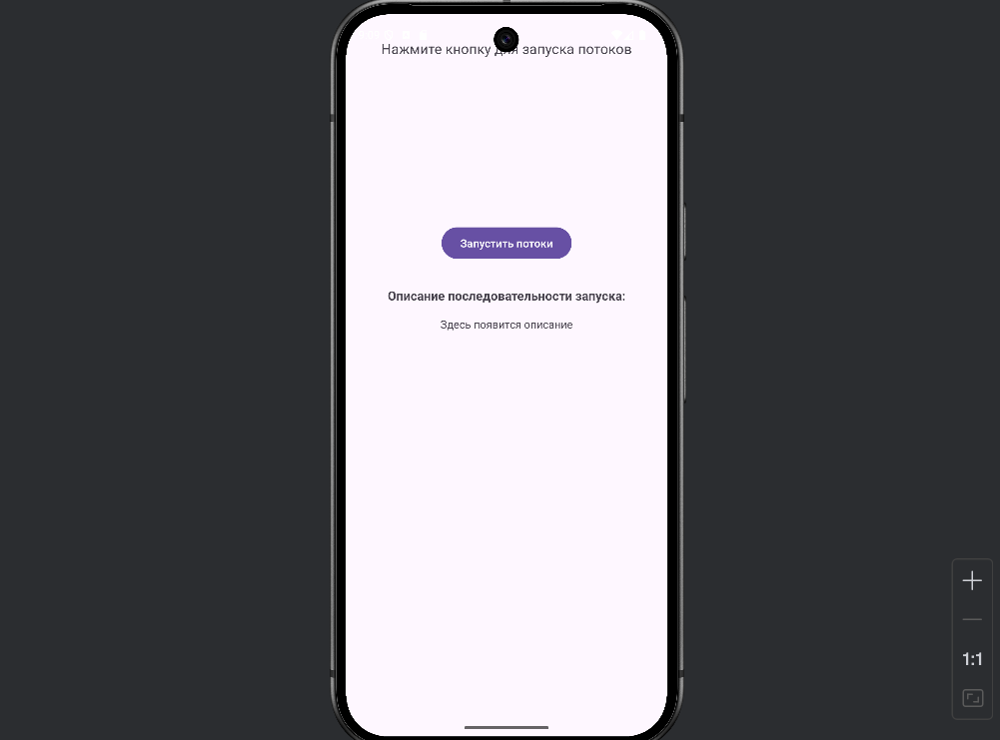 Нажмите кнопку для запуска потоков
Запустить потоки
Описание последовательности запуска:
Здесь появится описание
1:1